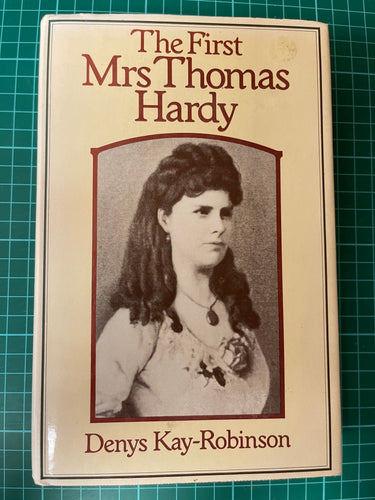 The First
Mrs Thomas
Hardy
Denys Kay-Robinson